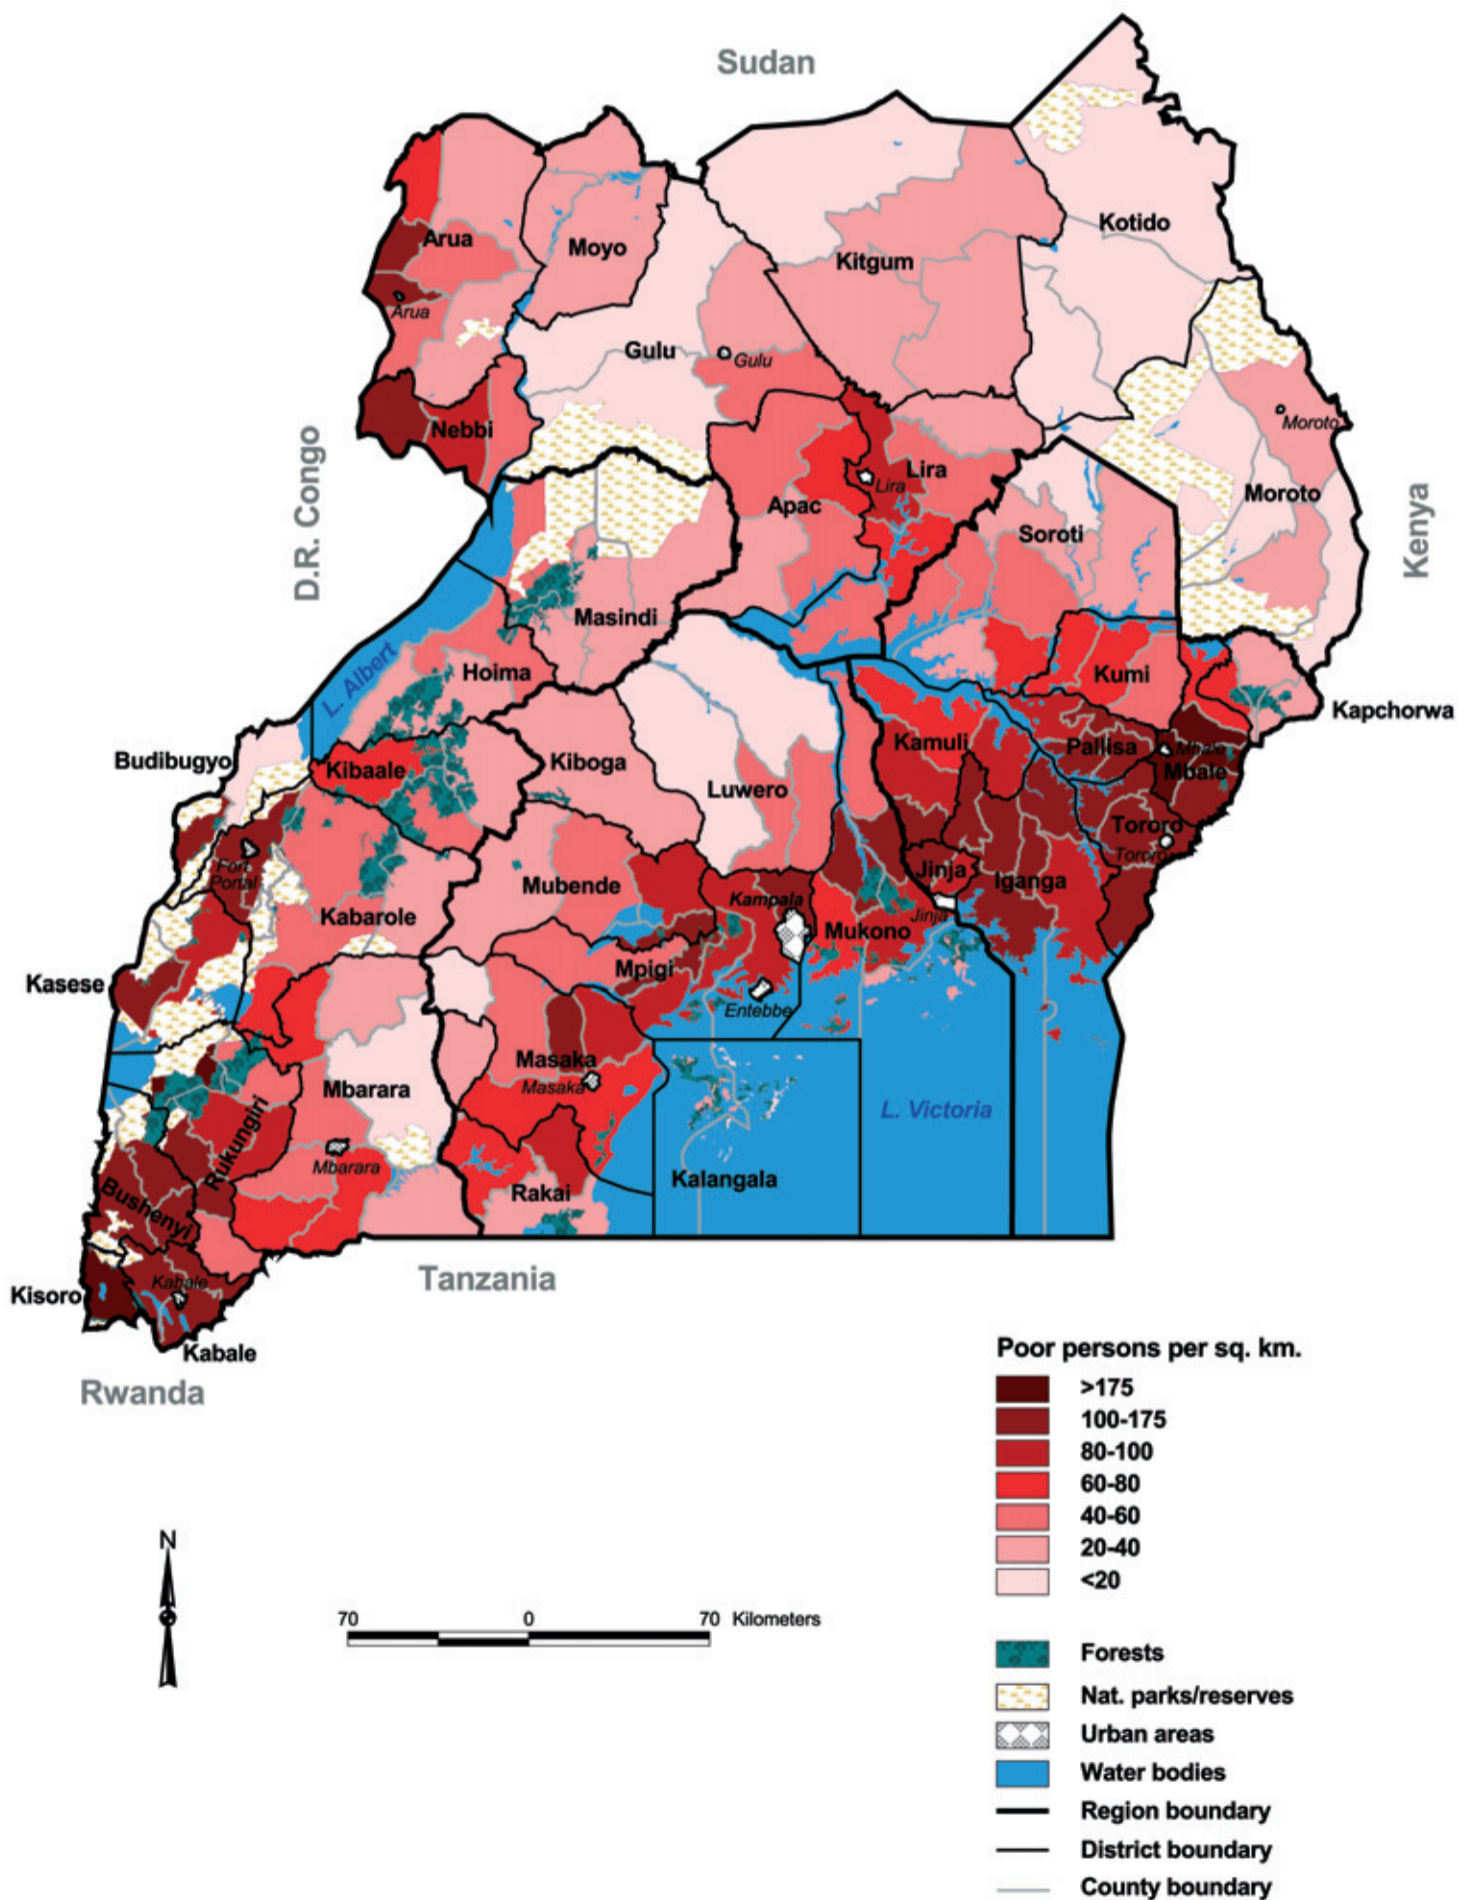 Sudan
Kotido
Arua
Moyo
Kitgum
Arua
Gulu
Gulu
Moroto
Nebbi
D.R. Congo
Lira
Lira
Apac
Moroto
Kenya
Soroti
Masindi
L. Albert
Hoima
Kumi
Kapchorwa
Budibugyo
Kibaale
Kiboga
Kamuli
Pallisa
Mbale
Mbale
Luwero
Tororo
Tororo
Fort
Portal
Jinja
Iganga
Mubende
Kampala
Kabarole
Jinja
Mukono
Mpigi
Kasese
Entebbe
Masaka
Masaka
Mbarara
L. Victoria
Rukungiri
Mbarara
Kalangala
Bushenyi
Rakai
Kabale
Tanzania
Kisoro
Kabale
Rwanda
Poor persons per sq. km.
>175
100-175
80-100
60-80
40-60
20-40
<20
N
70 0 70 Kilometers
Forests
Nat. parks/reserves
Urban areas
Water bodies
Region boundary
District boundary
County boundary